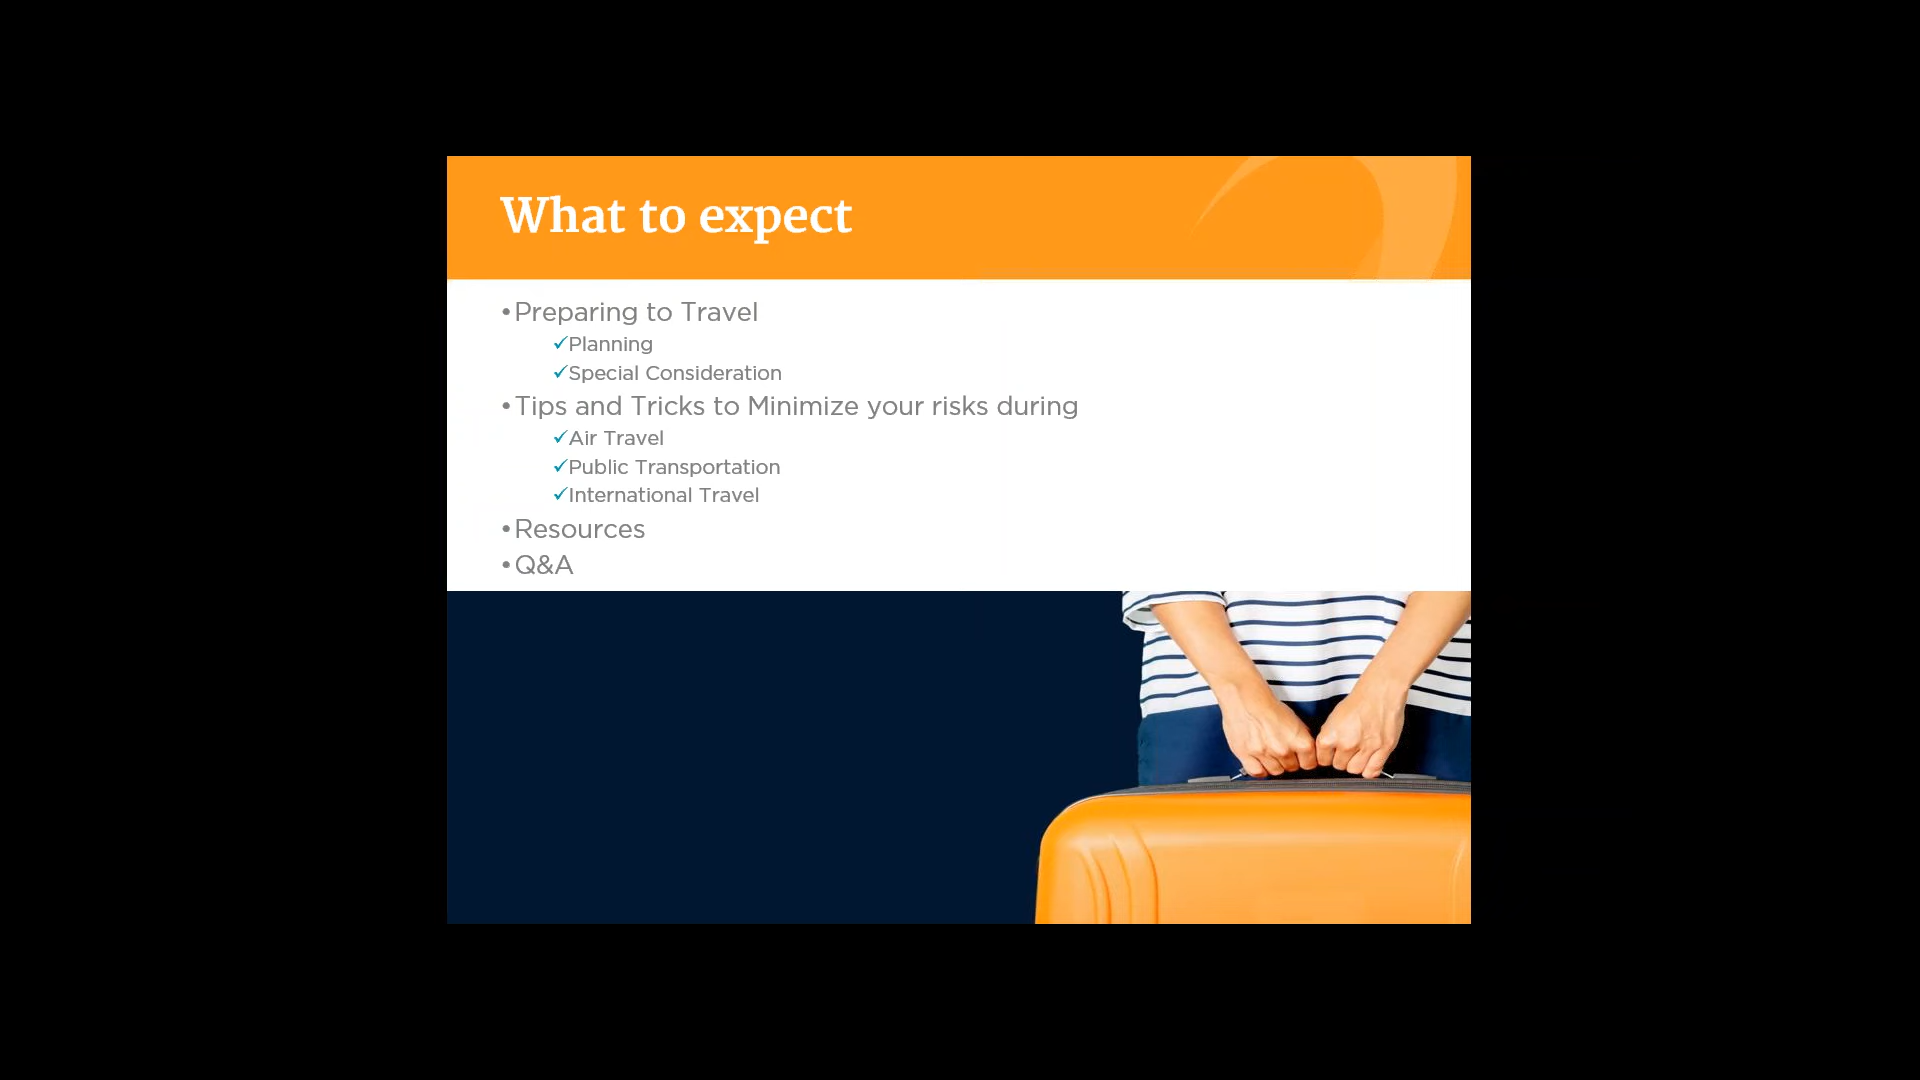 What to expect
•Preparing to Travel
✓Planning
✓Special Consideration
•Tips and Tricks to Minimize your risks during
✓Air Travel
✓Public Transportation
✓International Travel
•Resources
•Q&A